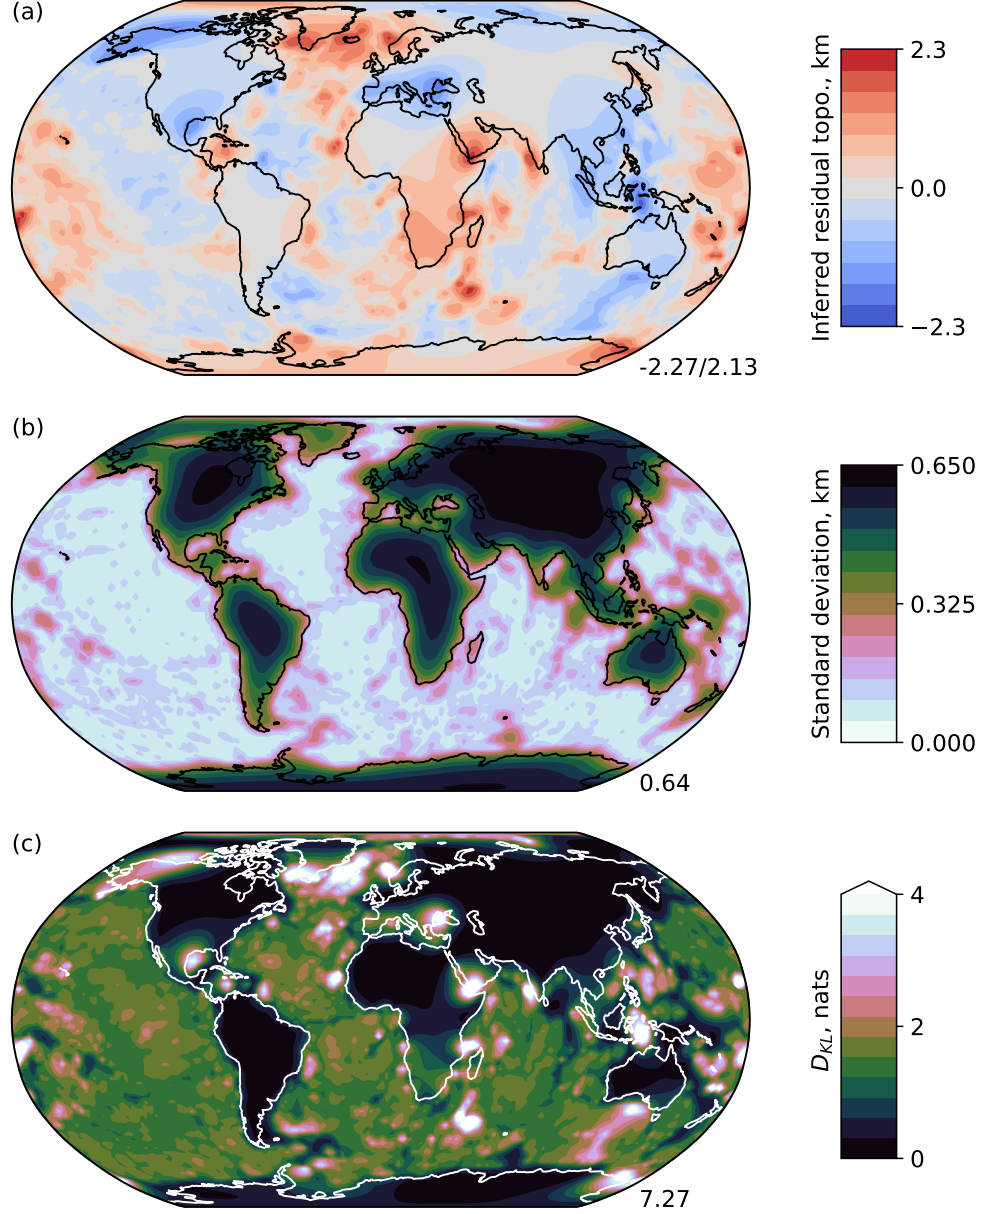 (a)
2.3
0.0
−2.3
Inferred residual topo., km
-2.27/2.13
(b)
0.650
0.325
0.000
Standard deviation, km
0.64
(c)
4
2
0
D_KL, nats
7.27